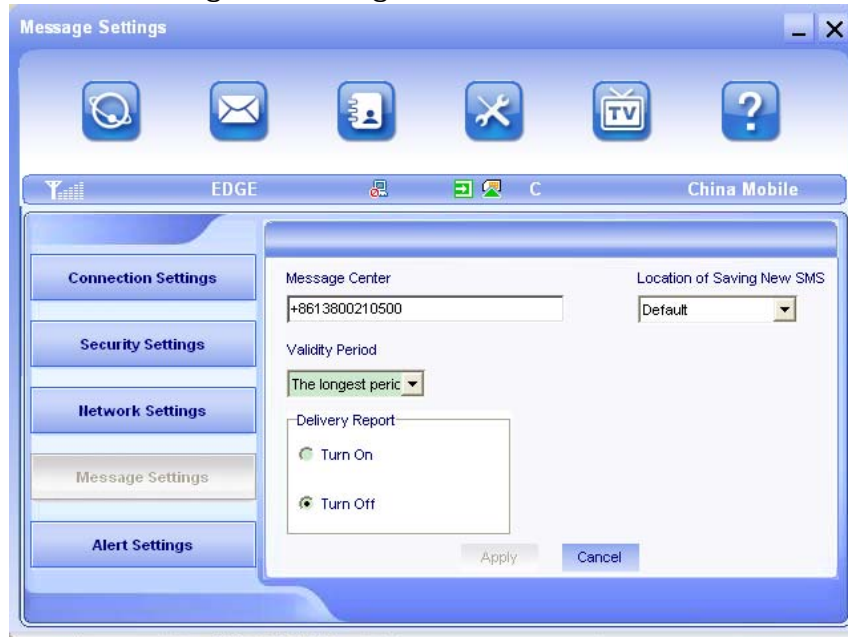 Message Settings
TV
?
EDGE
C
China Mobile
Connection Settings
Security Settings
Network Settings
Message Settings
Alert Settings
Message Center
+8613800210500
Location of Saving New SMS
Default
Validity Period
The longest peric
Delivery Report
Turn On
Turn Off
Apply
Cancel